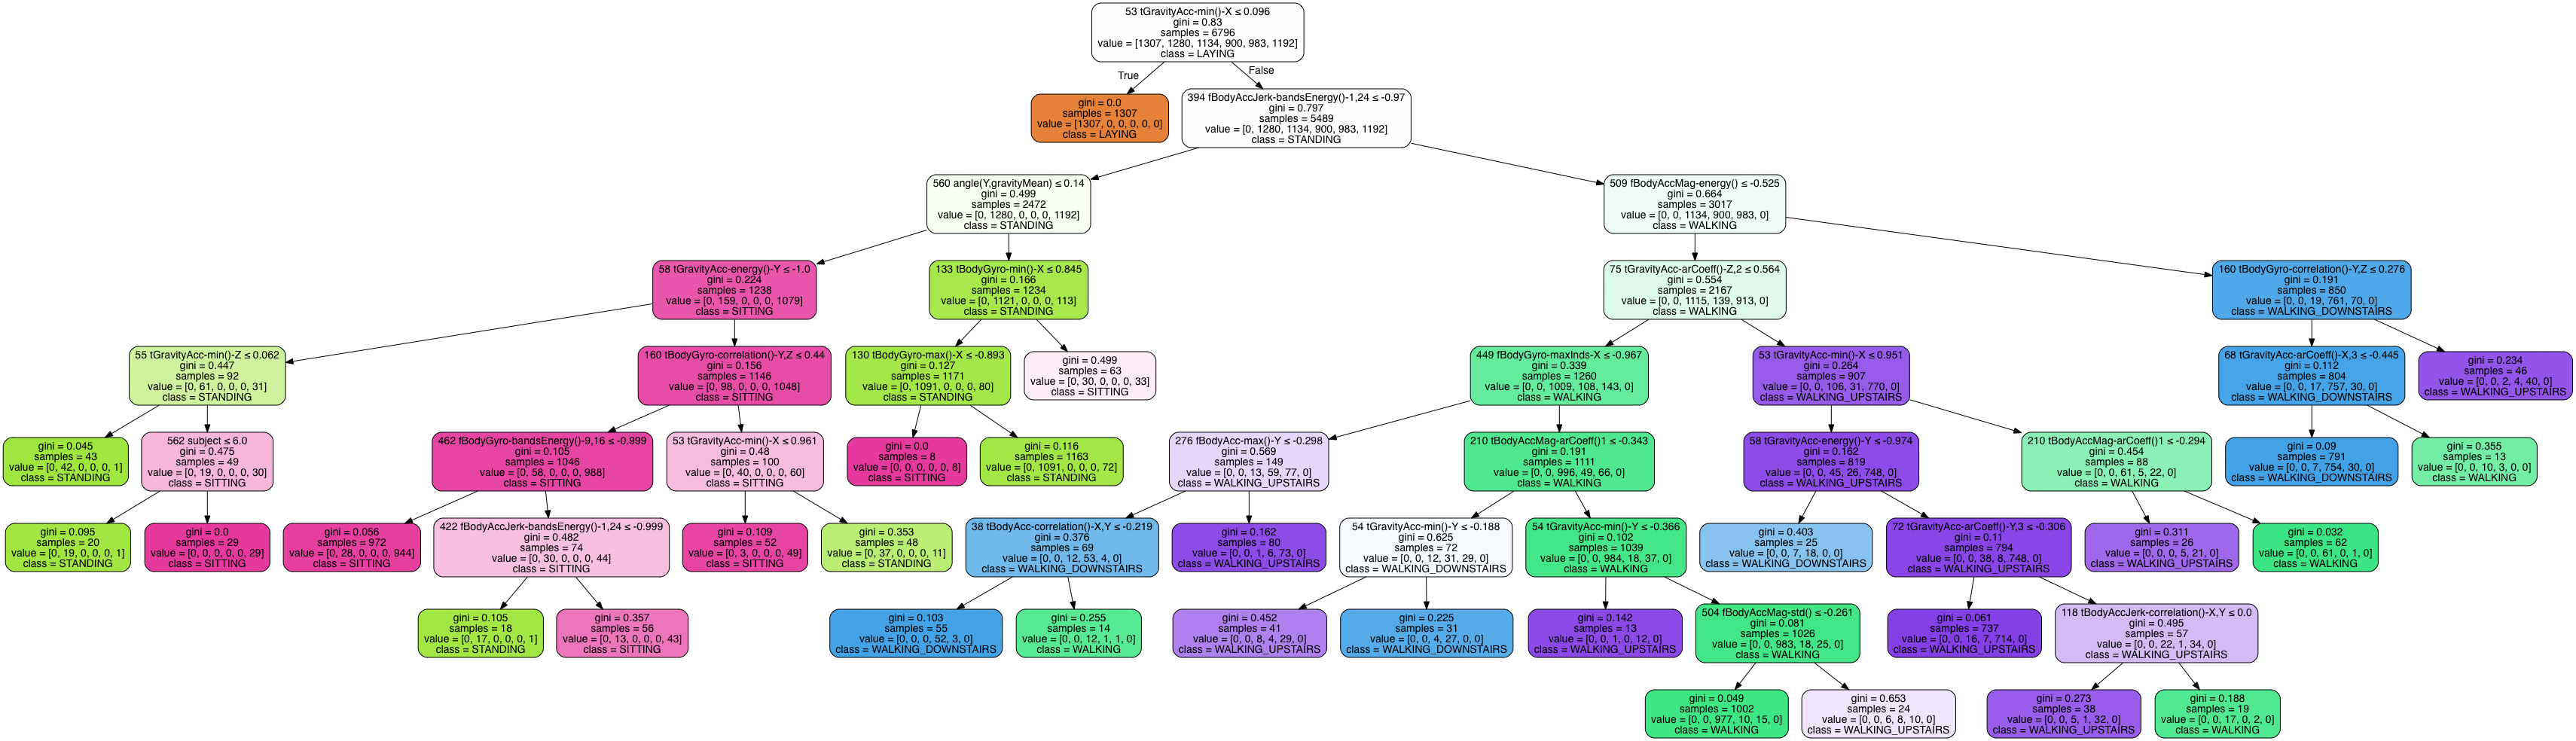 53 tGravityAcc-min()-X ≤ 0.096
gini = 0.83
samples = 6796
value = [1307, 1280, 1134, 900, 983, 1192]
class = LAYING
True
False
gini = 0.0
samples = 1307
value = [1307, 0, 0, 0, 0, 0]
class = LAYING
394 fBodyAccJerk-bandsEnergy()-1,24 ≤ -0.97
gini = 0.797
samples = 5489
value = [0, 1280, 1134, 900, 983, 1192]
class = STANDING
560 angle(Y,gravityMean) ≤ 0.14
gini = 0.499
samples = 2472
value = [0, 1280, 0, 0, 0, 1192]
class = STANDING
509 fBodyAccMag-energy() ≤ -0.525
gini = 0.664
samples = 3017
value = [0, 0, 1134, 900, 983, 0]
class = WALKING
58 tGravityAcc-energy()-Y ≤ -1.0
gini = 0.224
samples = 1238
value = [0, 159, 0, 0, 0, 1079]
class = SITTING
133 tBodyGyro-min()-X ≤ 0.845
gini = 0.166
samples = 1234
value = [0, 1121, 0, 0, 0, 113]
class = STANDING
75 tGravityAcc-arCoeff()-Z,2 ≤ 0.564
gini = 0.554
samples = 2167
value = [0, 0, 1115, 139, 913, 0]
class = WALKING
160 tBodyGyro-correlation()-Y,Z ≤ 0.276
gini = 0.191
samples = 850
value = [0, 0, 19, 761, 70, 0]
class = WALKING_DOWNSTAIRS
55 tGravityAcc-min()-Z ≤ 0.062
gini = 0.447
samples = 92
value = [0, 61, 0, 0, 0, 31]
class = STANDING
160 tBodyGyro-correlation()-Y,Z ≤ 0.44
gini = 0.156
samples = 1146
value = [0, 98, 0, 0, 0, 1048]
class = SITTING
130 tBodyGyro-max()-X ≤ -0.893
gini = 0.127
samples = 1171
value = [0, 1091, 0, 0, 0, 80]
class = STANDING
gini = 0.499
samples = 63
value = [0, 30, 0, 0, 0, 33]
class = SITTING
449 fBodyGyro-maxInds-X ≤ -0.967
gini = 0.339
samples = 1260
value = [0, 0, 1009, 108, 143, 0]
class = WALKING
53 tGravityAcc-min()-X ≤ 0.951
gini = 0.264
samples = 907
value = [0, 0, 106, 31, 770, 0]
class = WALKING_UPSTAIRS
68 tGravityAcc-arCoeff()-X,3 ≤ -0.445
gini = 0.112
samples = 804
value = [0, 0, 17, 757, 30, 0]
class = WALKING_DOWNSTAIRS
gini = 0.234
samples = 46
value = [0, 0, 2, 4, 40, 0]
class = WALKING_UPSTAIRS
gini = 0.045
samples = 43
value = [0, 42, 0, 0, 0, 1]
class = STANDING
562 subject ≤ 6.0
gini = 0.475
samples = 49
value = [0, 19, 0, 0, 0, 30]
class = SITTING
462 fBodyGyro-bandsEnergy()-9,16 ≤ -0.999
gini = 0.105
samples = 1046
value = [0, 58, 0, 0, 0, 988]
class = SITTING
53 tGravityAcc-min()-X ≤ 0.961
gini = 0.48
samples = 100
value = [0, 40, 0, 0, 0, 60]
class = SITTING
gini = 0.0
samples = 8
value = [0, 0, 0, 0, 0, 8]
class = SITTING
gini = 0.116
samples = 1163
value = [0, 1091, 0, 0, 0, 72]
class = STANDING
276 fBodyAcc-max()-Y ≤ -0.298
gini = 0.569
samples = 149
value = [0, 0, 13, 59, 77, 0]
class = WALKING_UPSTAIRS
210 tBodyAccMag-arCoeff()1 ≤ -0.343
gini = 0.191
samples = 1111
value = [0, 0, 996, 49, 66, 0]
class = WALKING
58 tGravityAcc-energy()-Y ≤ -0.974
gini = 0.162
samples = 819
value = [0, 0, 45, 26, 748, 0]
class = WALKING_UPSTAIRS
210 tBodyAccMag-arCoeff()1 ≤ -0.294
gini = 0.454
samples = 88
value = [0, 0, 61, 5, 22, 0]
class = WALKING
gini = 0.09
samples = 791
value = [0, 0, 7, 754, 30, 0]
class = WALKING_DOWNSTAIRS
gini = 0.355
samples = 13
value = [0, 0, 10, 3, 0, 0]
class = WALKING
gini = 0.095
samples = 20
value = [0, 19, 0, 0, 0, 1]
class = STANDING
gini = 0.0
samples = 29
value = [0, 0, 0, 0, 0, 29]
class = SITTING
gini = 0.056
samples = 972
value = [0, 28, 0, 0, 0, 944]
class = SITTING
422 fBodyAccJerk-bandsEnergy()-1,24 ≤ -0.999
gini = 0.482
samples = 74
value = [0, 30, 0, 0, 0, 44]
class = SITTING
gini = 0.109
samples = 52
value = [0, 3, 0, 0, 0, 49]
class = SITTING
gini = 0.353
samples = 48
value = [0, 37, 0, 0, 0, 11]
class = STANDING
38 tBodyAcc-correlation()-X,Y ≤ -0.219
gini = 0.376
samples = 69
value = [0, 0, 12, 53, 4, 0]
class = WALKING_DOWNSTAIRS
gini = 0.162
samples = 80
value = [0, 0, 1, 6, 73, 0]
class = WALKING_UPSTAIRS
54 tGravityAcc-min()-Y ≤ -0.188
gini = 0.625
samples = 72
value = [0, 0, 12, 31, 29, 0]
class = WALKING_DOWNSTAIRS
54 tGravityAcc-min()-Y ≤ -0.366
gini = 0.102
samples = 1039
value = [0, 0, 984, 18, 37, 0]
class = WALKING
gini = 0.403
samples = 25
value = [0, 0, 7, 18, 0, 0]
class = WALKING_DOWNSTAIRS
72 tGravityAcc-arCoeff()-Y,3 ≤ -0.306
gini = 0.11
samples = 794
value = [0, 0, 38, 8, 748, 0]
class = WALKING_UPSTAIRS
gini = 0.311
samples = 26
value = [0, 0, 0, 5, 21, 0]
class = WALKING_UPSTAIRS
gini = 0.032
samples = 62
value = [0, 0, 61, 0, 1, 0]
class = WALKING
gini = 0.105
samples = 18
value = [0, 17, 0, 0, 0, 1]
class = STANDING
gini = 0.357
samples = 56
value = [0, 13, 0, 0, 0, 43]
class = SITTING
gini = 0.103
samples = 55
value = [0, 0, 0, 52, 3, 0]
class = WALKING_DOWNSTAIRS
gini = 0.255
samples = 14
value = [0, 0, 12, 1, 1, 0]
class = WALKING
gini = 0.452
samples = 41
value = [0, 0, 8, 4, 29, 0]
class = WALKING_UPSTAIRS
gini = 0.225
samples = 31
value = [0, 0, 4, 27, 0, 0]
class = WALKING_DOWNSTAIRS
gini = 0.142
samples = 13
value = [0, 0, 1, 0, 12, 0]
class = WALKING_UPSTAIRS
504 fBodyAccMag-std() ≤ -0.261
gini = 0.081
samples = 1026
value = [0, 0, 983, 18, 25, 0]
class = WALKING
gini = 0.061
samples = 737
value = [0, 0, 16, 7, 714, 0]
class = WALKING_UPSTAIRS
118 tBodyAccJerk-correlation()-X,Y ≤ 0.0
gini = 0.495
samples = 57
value = [0, 0, 22, 1, 34, 0]
class = WALKING_UPSTAIRS
gini = 0.049
samples = 1002
value = [0, 0, 977, 10, 15, 0]
class = WALKING
gini = 0.653
samples = 24
value = [0, 0, 6, 8, 10, 0]
class = WALKING_UPSTAIRS
gini = 0.273
samples = 38
value = [0, 0, 5, 1, 32, 0]
class = WALKING_UPSTAIRS
gini = 0.188
samples = 19
value = [0, 0, 17, 0, 2, 0]
class = WALKING